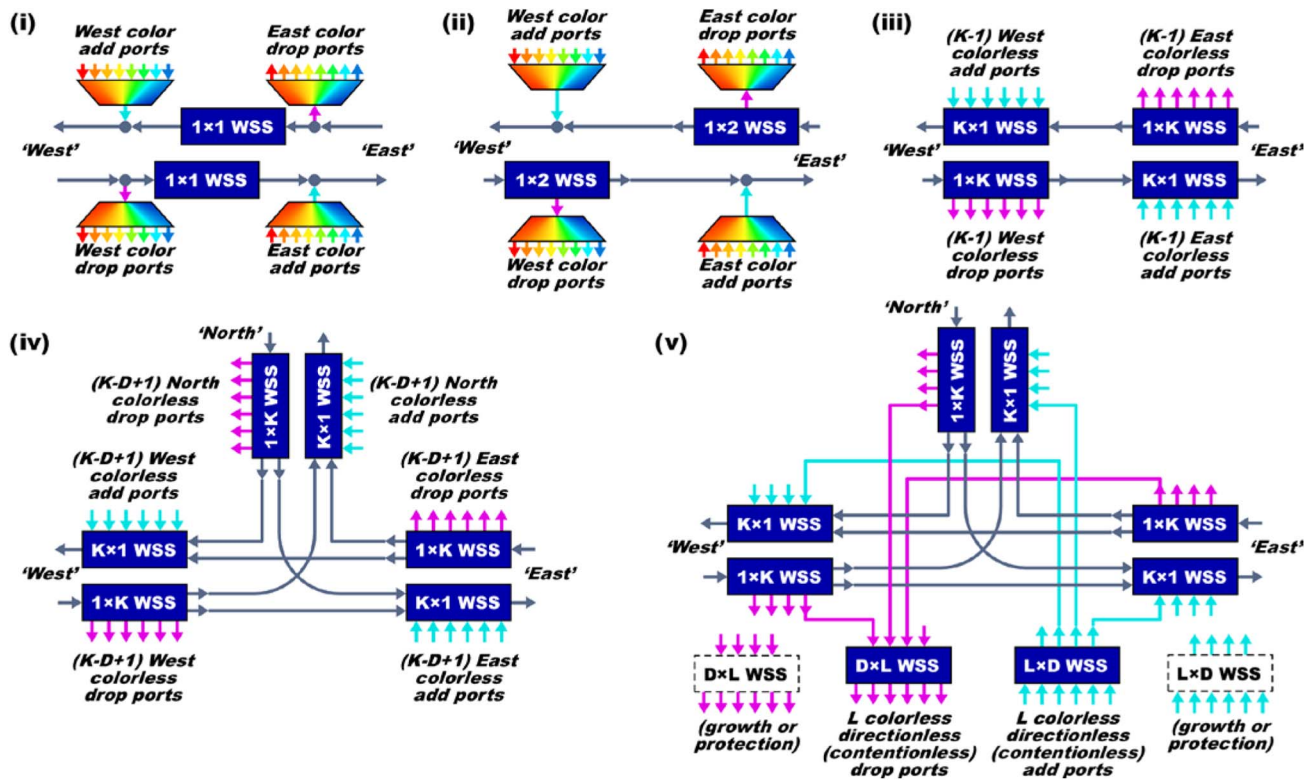 (i)
West color
add ports
East color
drop ports
1×1 WSS
'West'
'East'
1×1 WSS
West color
drop ports
East color
add ports
(ii)
West color
add ports
East color
drop ports
1×2 WSS
'West'
'East'
1×2 WSS
West color
drop ports
East color
add ports
(iii)
(K-1) West
colorless
add ports
(K-1) East
colorless
drop ports
K×1 WSS
1×K WSS
'West'
'East'
1×K WSS
K×1 WSS
(K-1) West
colorless
drop ports
(K-1) East
colorless
add ports
(iv)
'North'
(K-D+1) North
colorless
drop ports
1×K WSS
K×1 WSS
(K-D+1) North
colorless
add ports
(K-D+1) West
colorless
add ports
(K-D+1) East
colorless
drop ports
K×1 WSS
1×K WSS
'West'
'East'
1×K WSS
K×1 WSS
(K-D+1) West
colorless
drop ports
(K-D+1) East
colorless
add ports
(v)
'North'
1×K WSS
K×1 WSS
K×1 WSS
1×K WSS
'West'
'East'
1×K WSS
K×1 WSS
D×L WSS
D×L WSS
L×D WSS
L×D WSS
(growth or
protection)
L colorless
directionless
(contentionless)
drop ports
L colorless
directionless
(contentionless)
add ports
(growth or
protection)